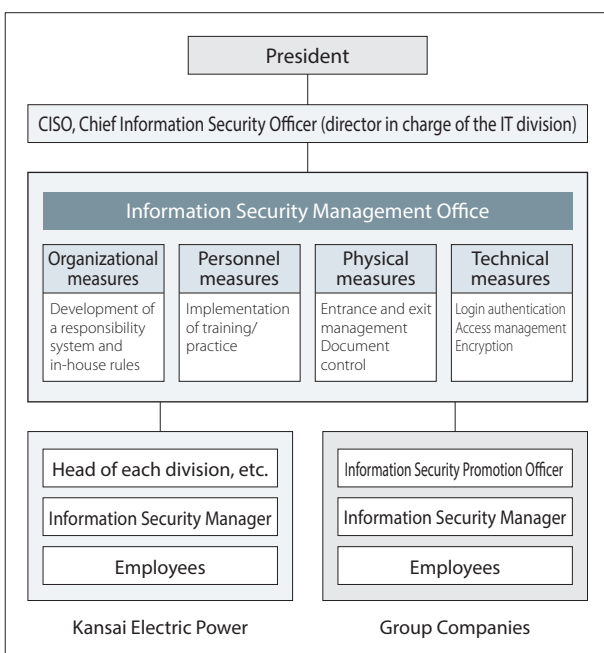 President
CISO, Chief Information Security Officer (director in charge of the IT division)
Information Security Management Office
Organizational
measures
Development of
a responsibility
system and
in-house rules
Personnel
measures
Implementation
of training/
practice
Physical
measures
Entrance and exit
management
Document
control
Technical
measures
Login authentication
Access management
Encryption
Head of each division, etc.
Information Security Manager
Employees
Kansai Electric Power
Information Security Promotion Officer
Information Security Manager
Employees
Group Companies